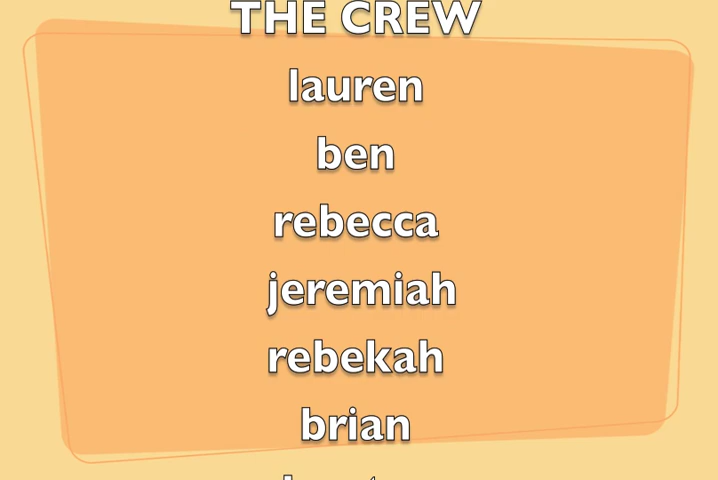 THE CREW
lauren
ben
rebecca
jeremiah
rebekah
brian